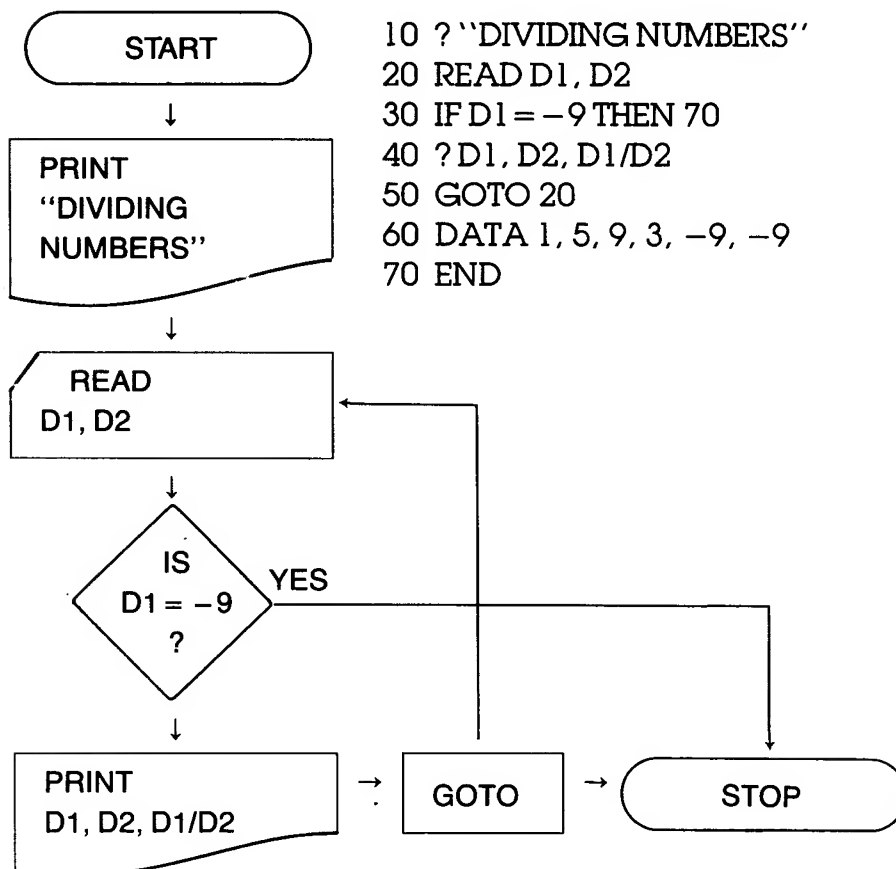 START
PRINT
“DIVIDING
NUMBERS”
READ
D1, D2
IS
D1 = −9
?
YES
PRINT
D1, D2, D1/D2
GOTO
STOP
10 ? “DIVIDING NUMBERS”
20 READ D1, D2
30 IF D1 = −9 THEN 70
40 ? D1, D2, D1/D2
50 GOTO 20
60 DATA 1, 5, 9, 3, −9, −9
70 END